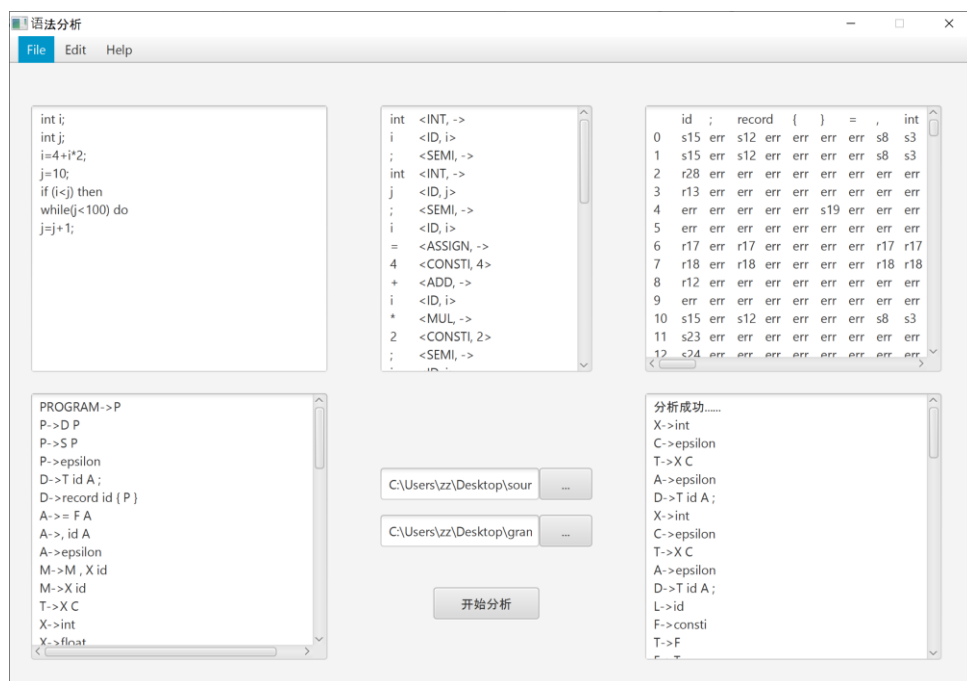 语法分析
File Edit Help
int i;
int j;
i=4+i*2;
j=10;
if (i<j) then
while(j<100) do
j=j+1;
int <INT, ->
i <ID, i>
; <SEMI, ->
int <INT, ->
j <ID, j>
; <SEMI, ->
i <ID, i>
= <ASSIGN, ->
4 <CONSTI, 4>
+ <ADD, ->
i <ID, i>
* <MUL, ->
2 <CONSTI, 2>
; <SEMI, ->
id ; record { } = , int
0 s15 err s12 err err err s8 s3
1 s15 err s12 err err err s8 s3
2 r28 err err err err err err err
3 r13 err err err err err err err
4 err err err err err s19 err err
5 err err err err err err err err
6 r17 err r17 err err err r17 r17
7 r18 err r18 err err err r18 r18
8 r12 err err err err err err err
9 err err err err err err err err
10 s15 err s12 err err err s8 s3
11 s23 err err err err err err err
12 s24 err err err err err err err
PROGRAM->P
P->D P
P->S P
P->epsilon
D->T id A ;
D->record id { P }
A->= F A
A->, id A
A->epsilon
M->M , X id
M->X id
T->X C
X->int
X->float
C:\Users\zz\Desktop\sour ...
C:\Users\zz\Desktop\gran ...
开始分析
分析成功......
X->int
C->epsilon
T->X C
A->epsilon
D->T id A ;
X->int
C->epsilon
T->X C
A->epsilon
D->T id A ;
L->id
F->consti
T->F